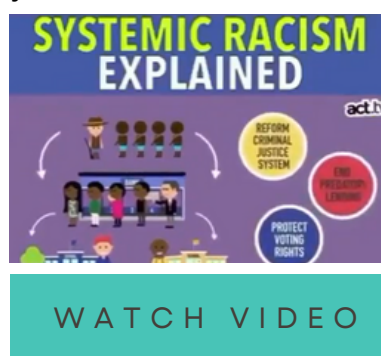 SYSTEMIC RACISM
EXPLAINED
act.tv
REFORM
CRIMINAL
JUSTICE
SYSTEM
END
PREDATORY
LENDING
PROTECT
VOTING
RIGHTS
WATCH VIDEO